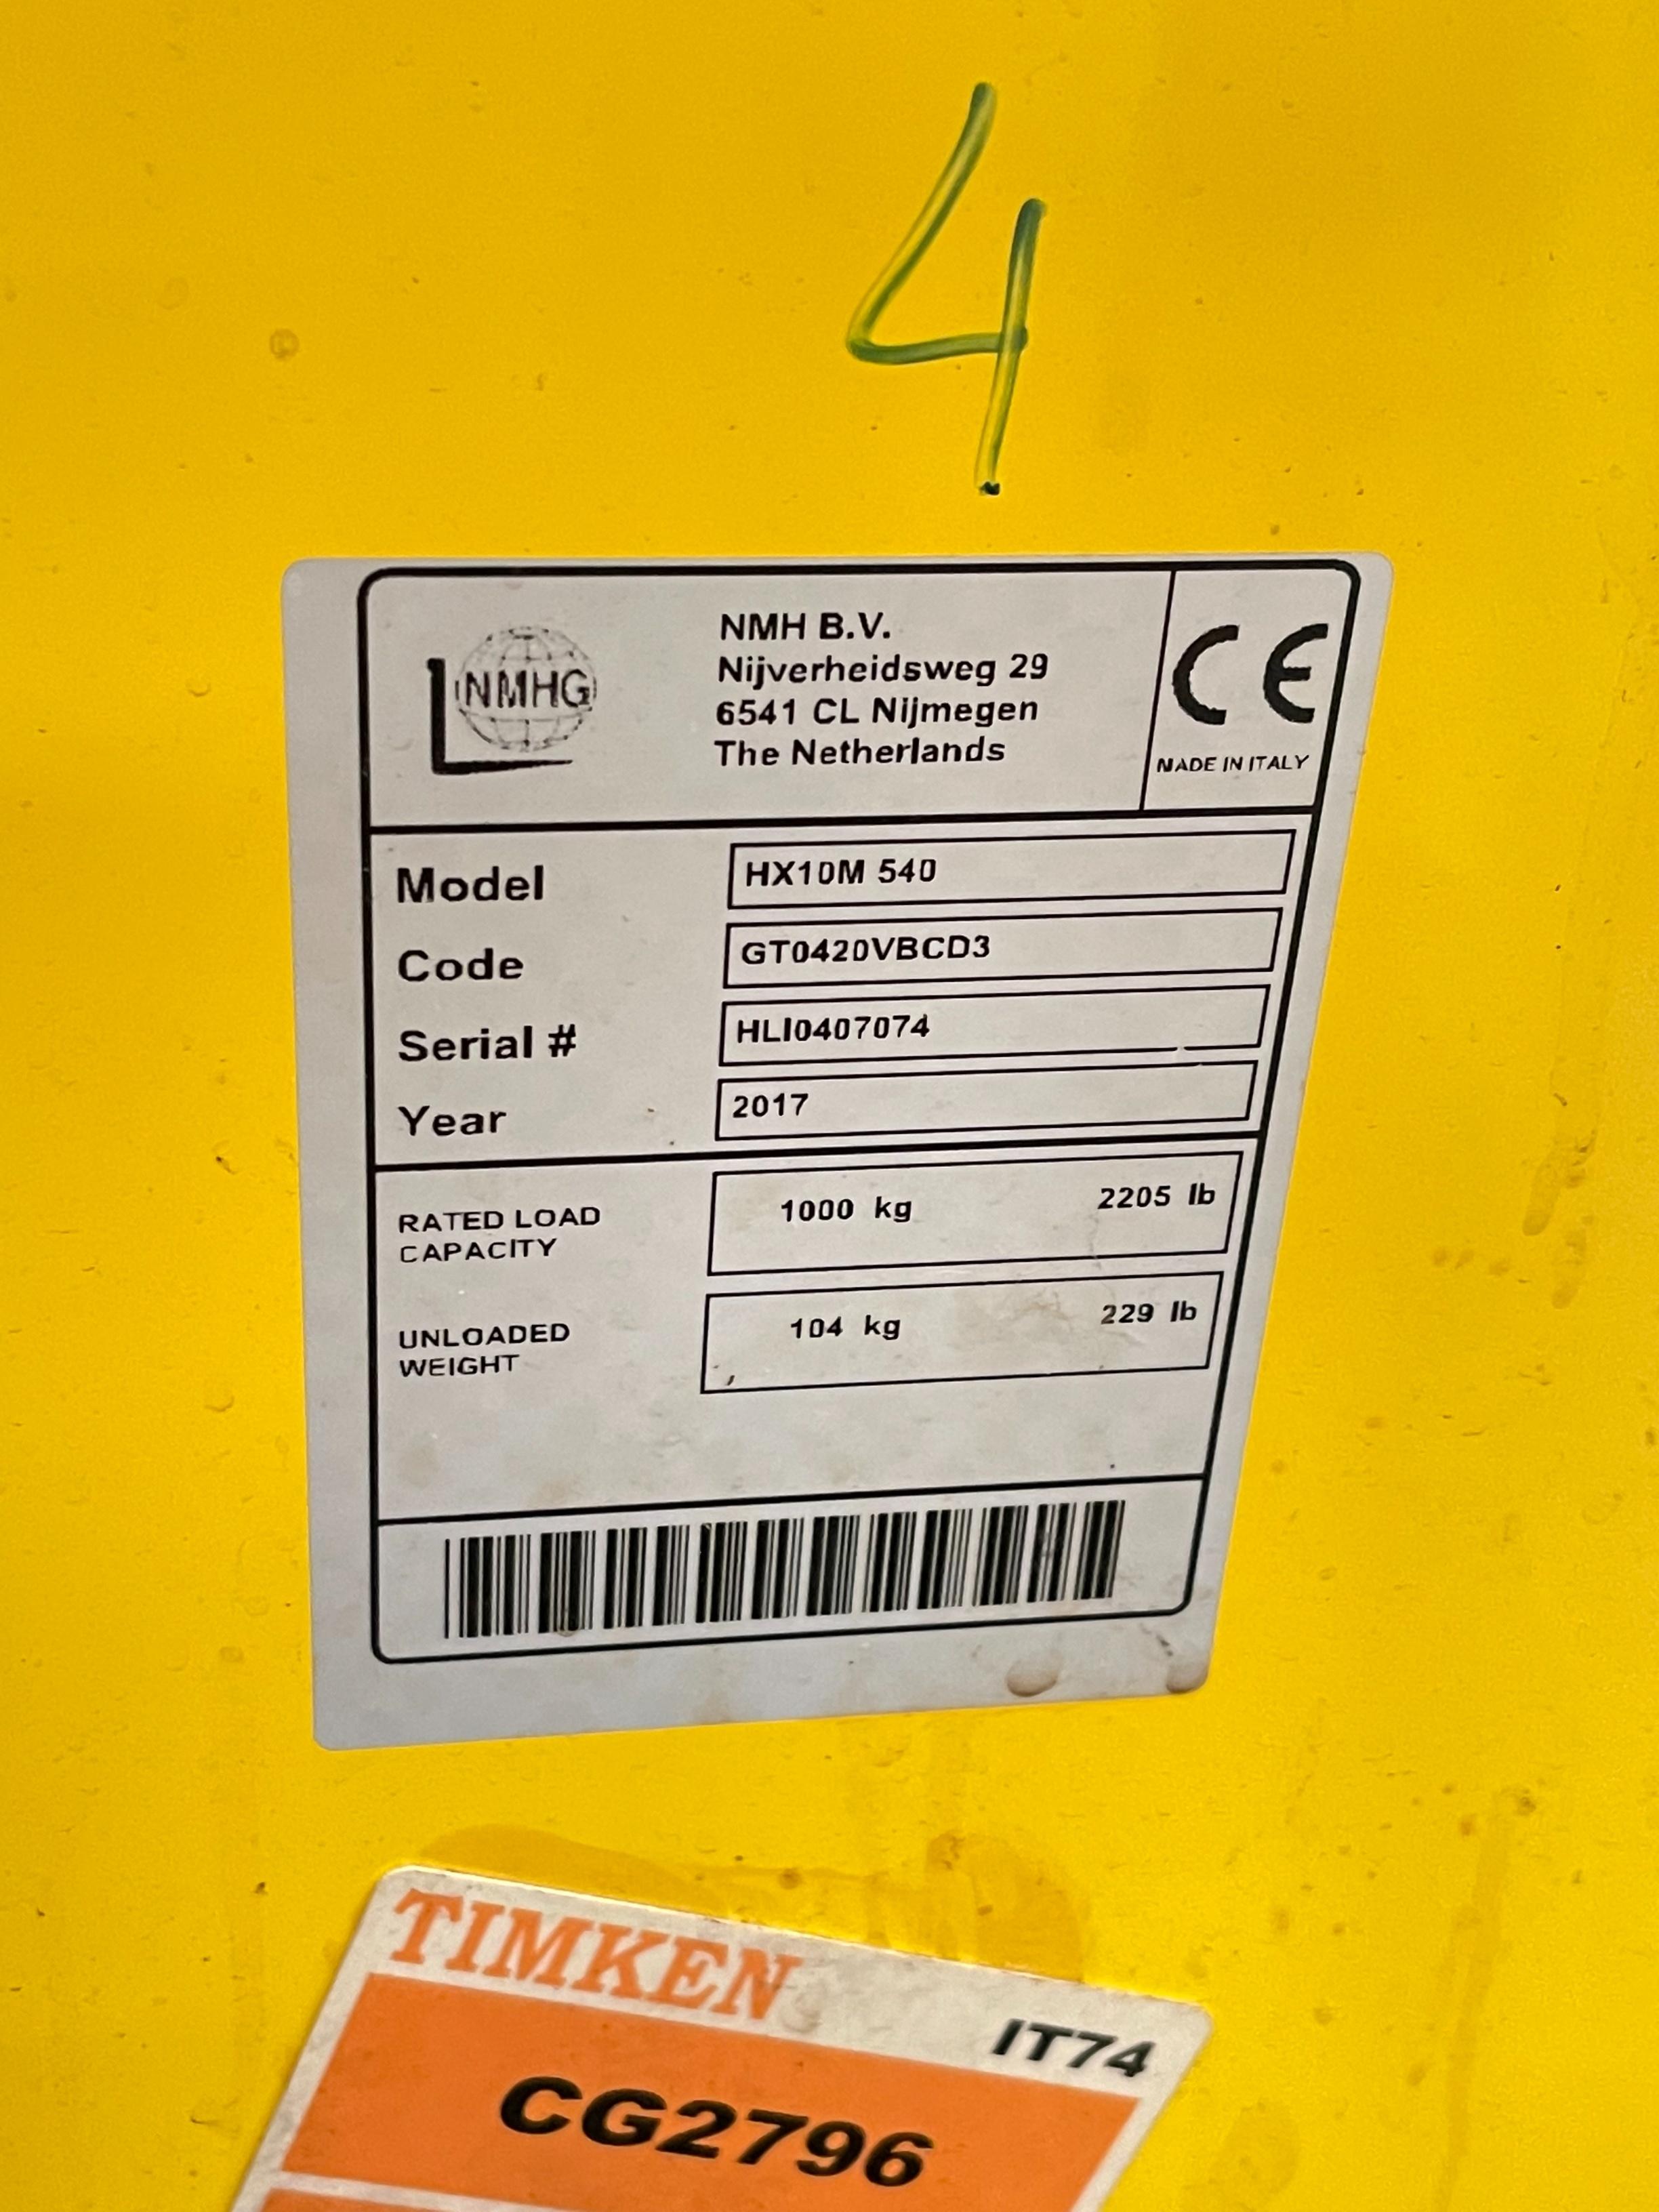 4
NMHG
NMH B.V.
Nijverheidsweg 29
6541 CL Nijmegen
The Netherlands
CE
MADE IN ITALY
Model HX10M 540
Code GT0420VBCD3
Serial # HLI0407074
Year 2017
RATED LOAD
CAPACITY
1000 kg 2205 lb
UNLOADED
WEIGHT
104 kg 229 lb
TIMKEN
IT74
CG2796